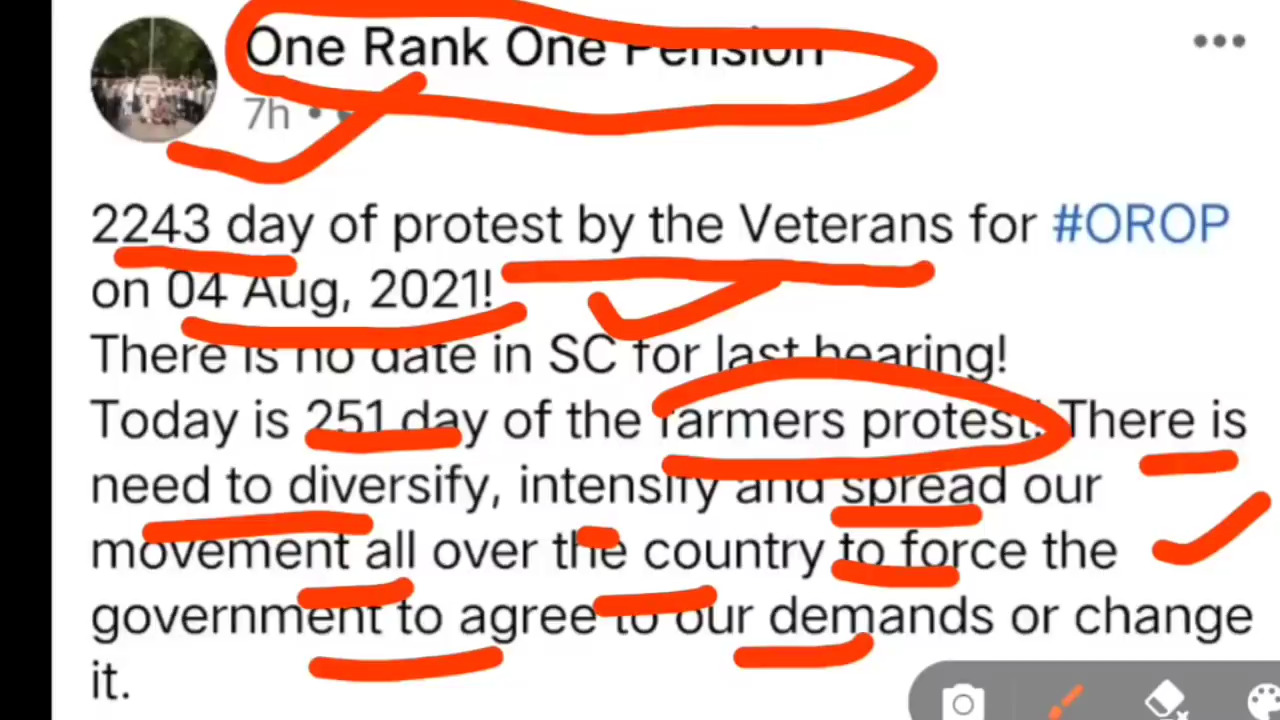 One Rank One Pension
7h •
2243 day of protest by the Veterans for #OROP
on 04 Aug, 2021!
There is no date in SC for last hearing!
Today is 251 day of the farmers protest! There is
need to diversify, intensify and spread our
movement all over the country to force the
government to agree to our demands or change
it.